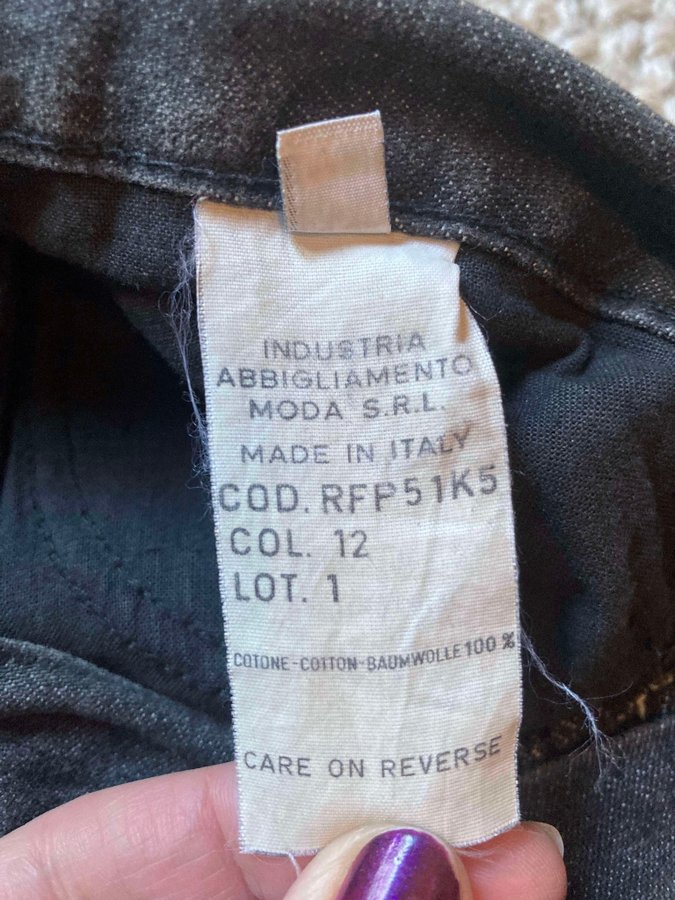 INDUSTRIA
ABBIGLIAMENTO
MODA S.R.L.
MADE IN ITALY
COD. RFP51K5
COL. 12
LOT. 1
COTONE-COTTON-BAUMWOLLE 100 %
CARE ON REVERSE